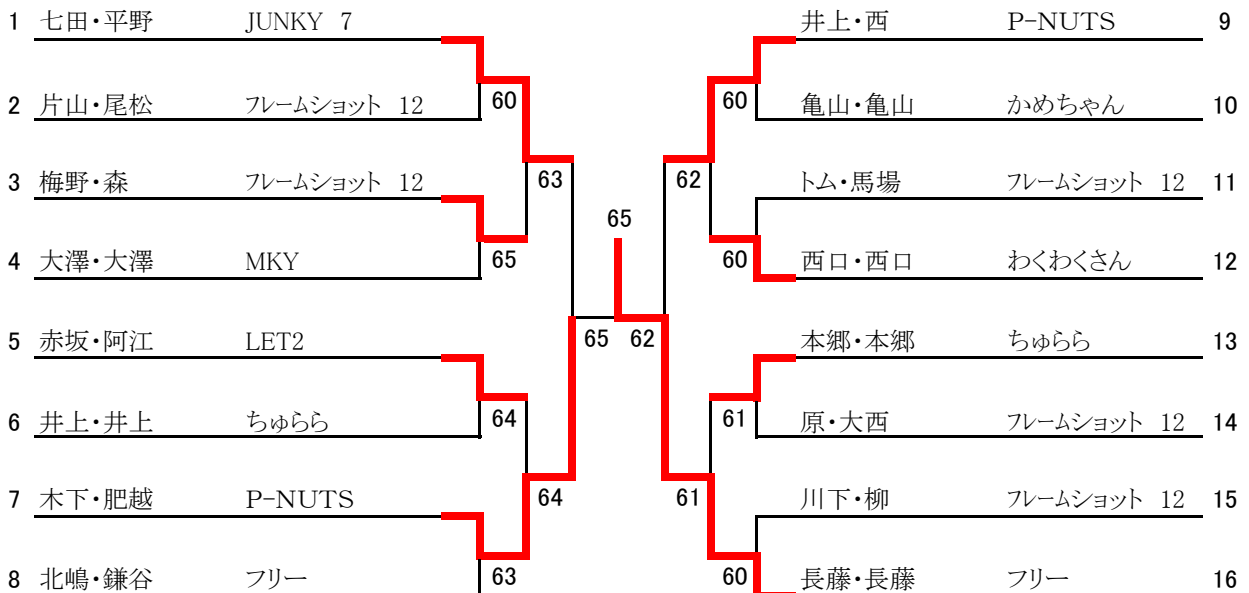 1 七田・平野 JUNKY 7
60
2 片山・尾松 フレームショット 12
63
3 梅野・森 フレームショット 12
65
4 大澤・大澤 MKY
65
5 赤坂・阿江 LET2
64
6 井上・井上 ちゅらら
64
7 木下・肥越 P-NUTS
63
8 北嶋・鎌谷 フリー
65
62
井上・西 P-NUTS 9
60
亀山・亀山 かめちゃん 10
62
トム・馬場 フレームショット 12 11
60
西口・西口 わくわくさん 12
本郷・本郷 ちゅらら 13
61
原・大西 フレームショット 12 14
61
川下・柳 フレームショット 12 15
60
長藤・長藤 フリー 16